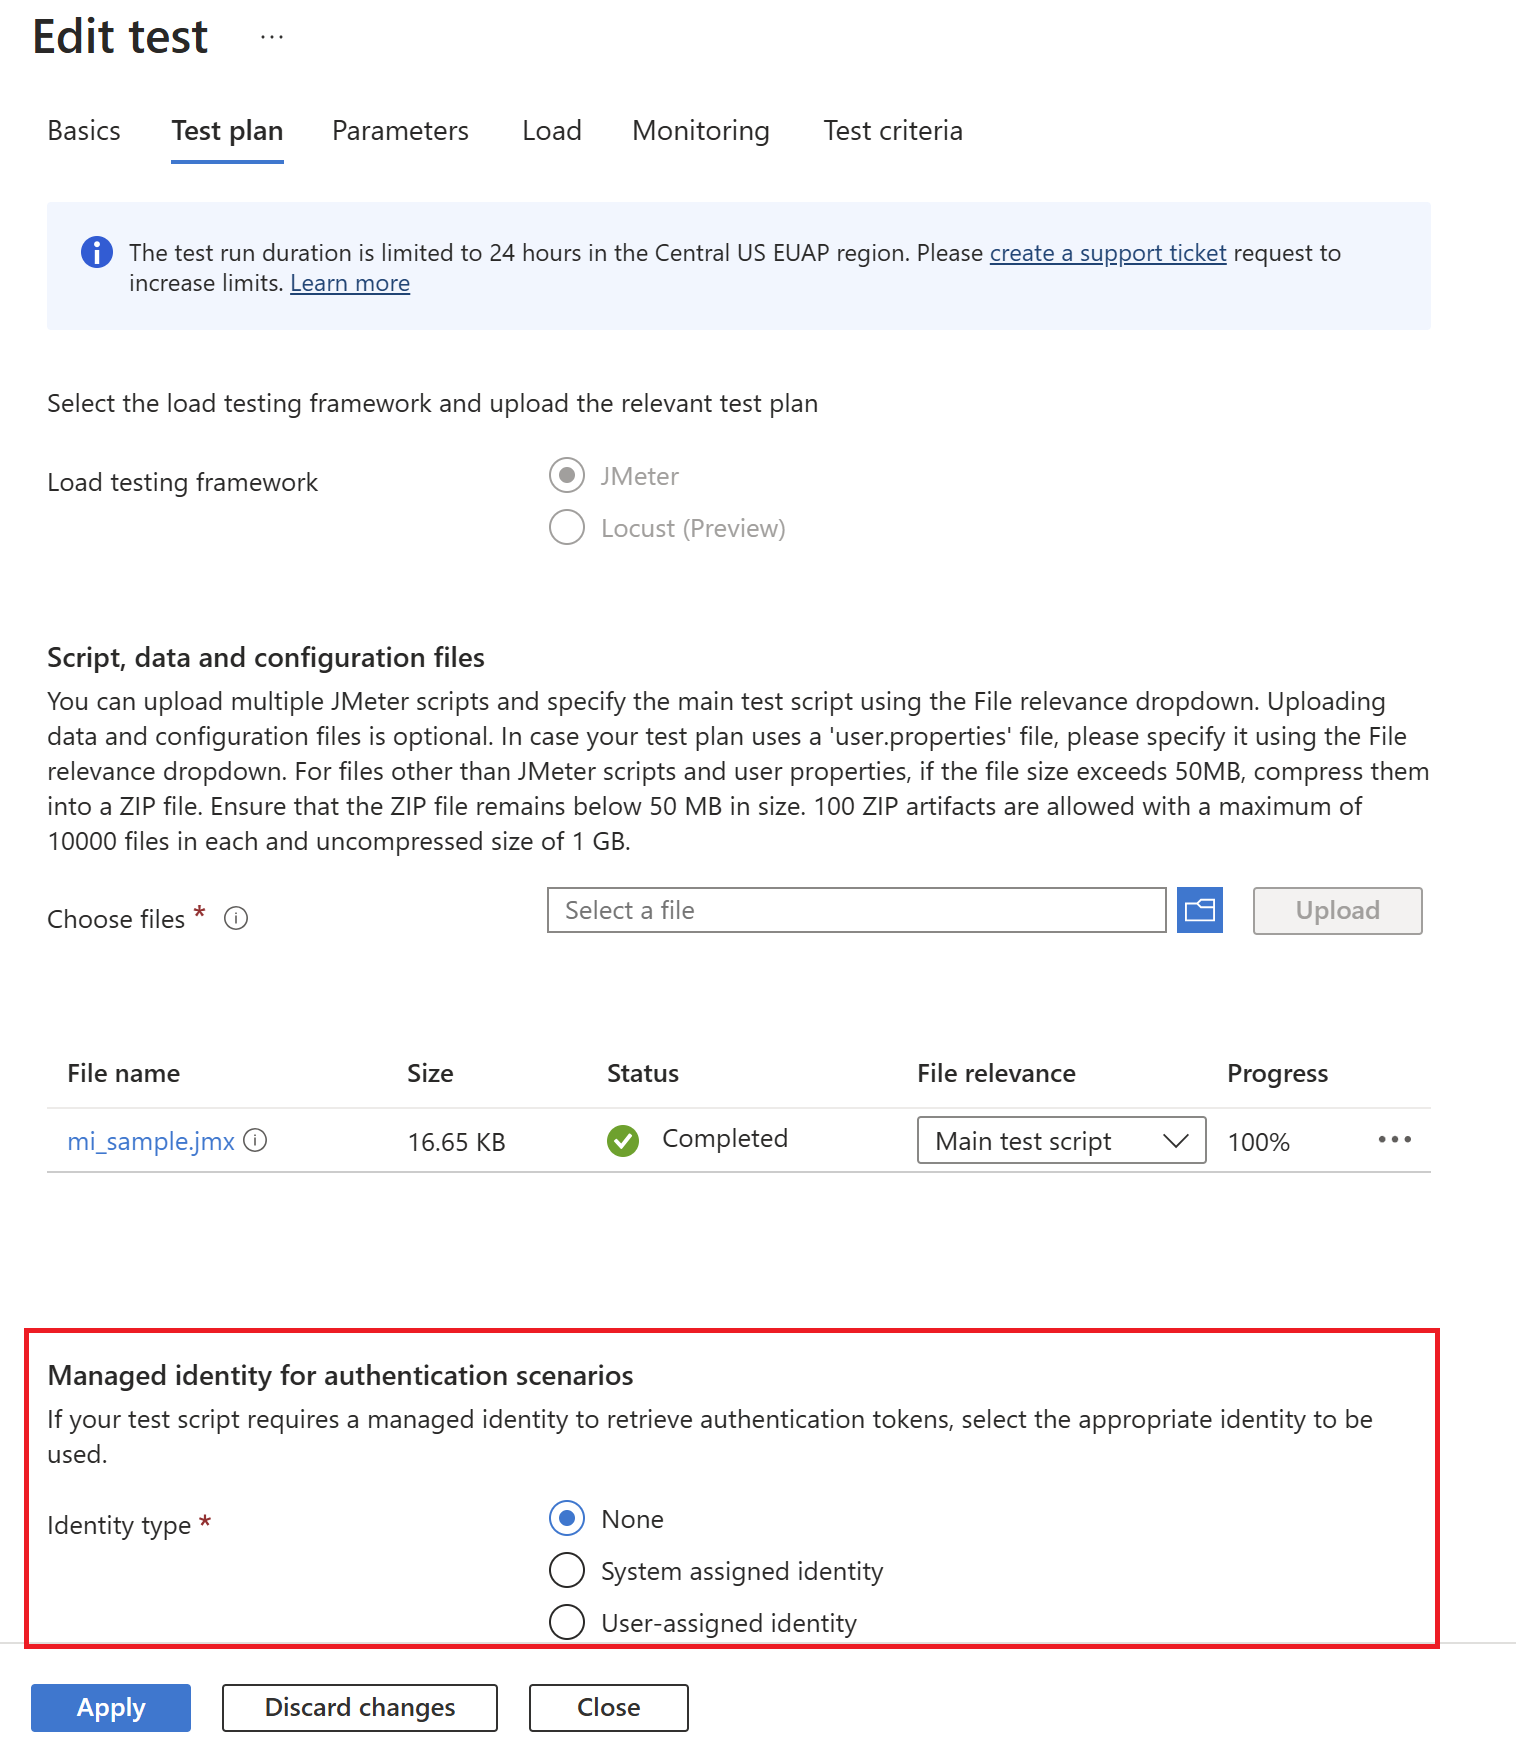 Edit test ...
Basics Test plan Parameters Load Monitoring Test criteria
The test run duration is limited to 24 hours in the Central US EUAP region. Please create a support ticket request to
increase limits. Learn more
Select the load testing framework and upload the relevant test plan
Load testing framework
JMeter
Locust (Preview)
Script, data and configuration files
You can upload multiple JMeter scripts and specify the main test script using the File relevance dropdown. Uploading
data and configuration files is optional. In case your test plan uses a 'user.properties' file, please specify it using the File
relevance dropdown. For files other than JMeter scripts and user properties, if the file size exceeds 50MB, compress them
into a ZIP file. Ensure that the ZIP file remains below 50 MB in size. 100 ZIP artifacts are allowed with a maximum of
10000 files in each and uncompressed size of 1 GB.
Choose files * Select a file Upload
File name Size Status File relevance Progress
mi_sample.jmx 16.65 KB Completed Main test script 100%
Managed identity for authentication scenarios
If your test script requires a managed identity to retrieve authentication tokens, select the appropriate identity to be
used.
Identity type *
None
System assigned identity
User-assigned identity
Apply Discard changes Close